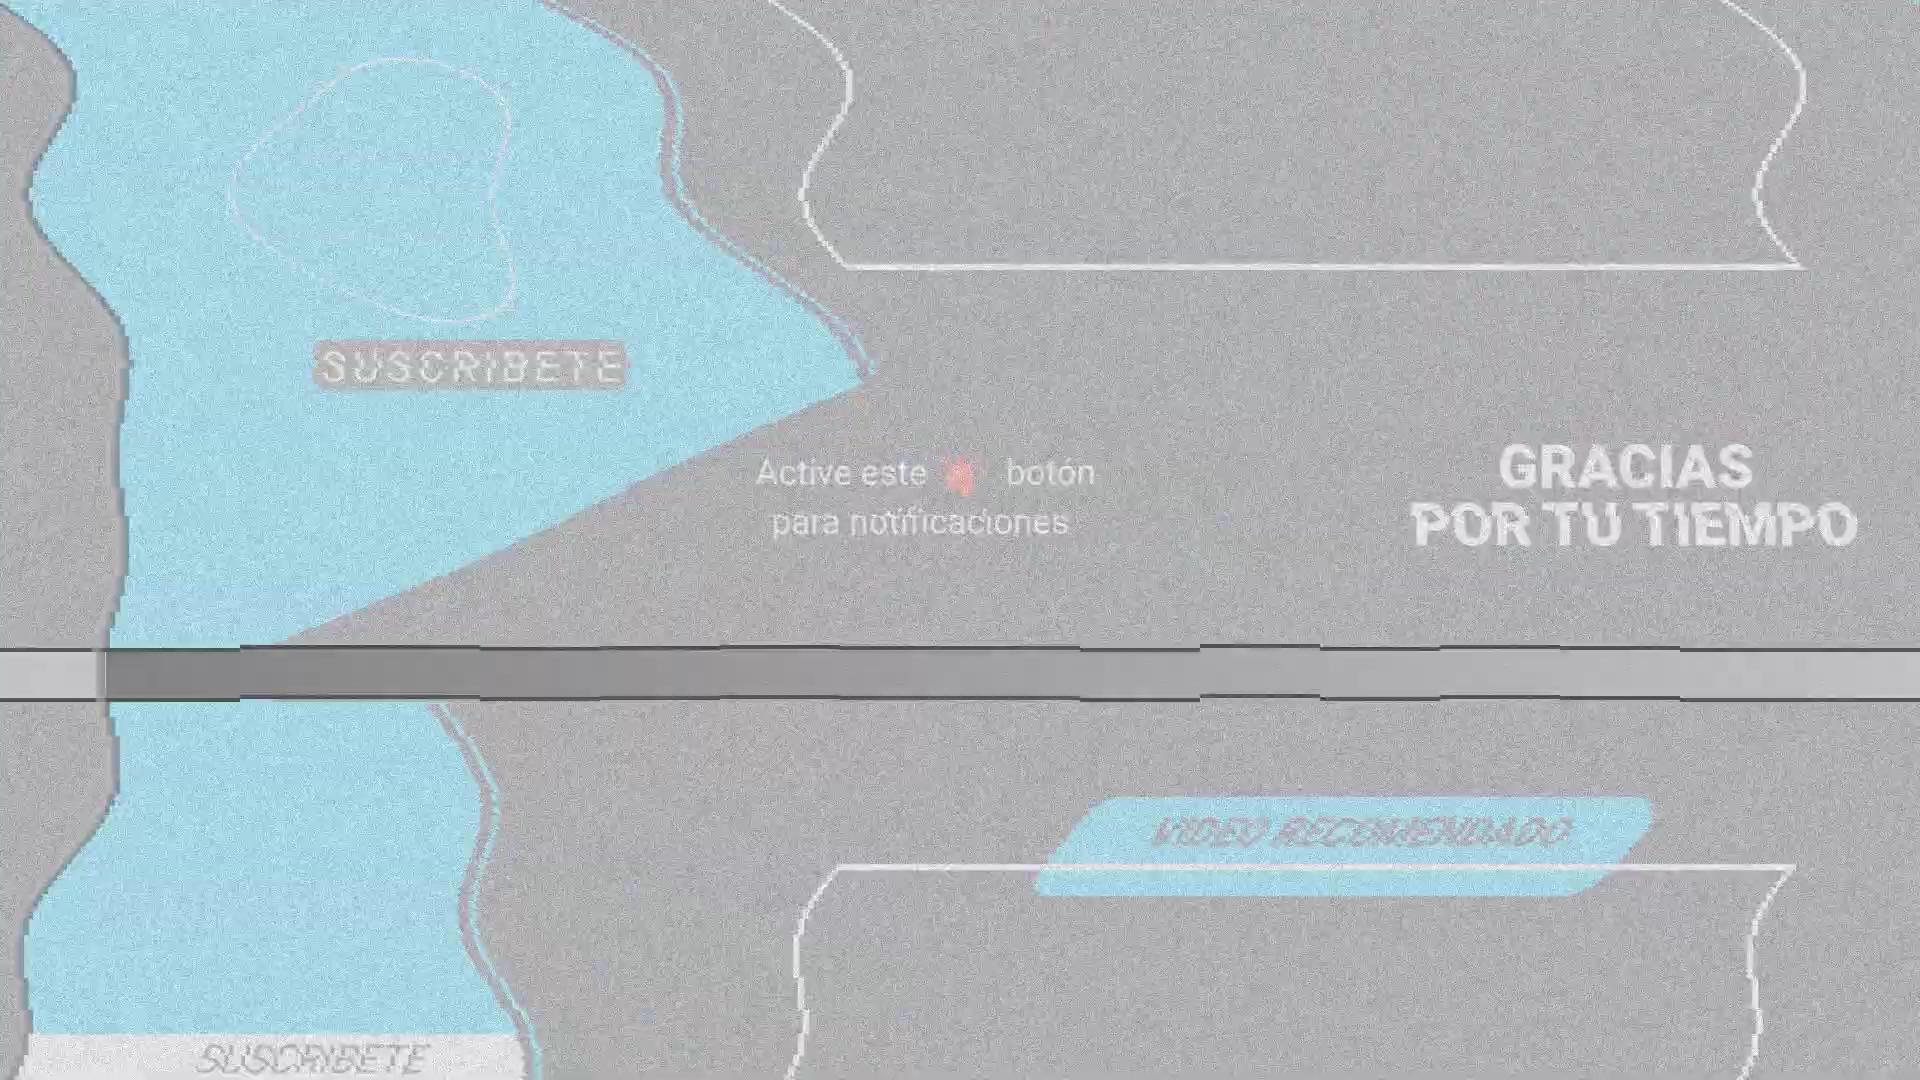 SUSCRIBETE
Active este botón
para notificaciones
GRACIAS
POR TU TIEMPO
VIDEO RECOMENDADO
SUSCRIBETE